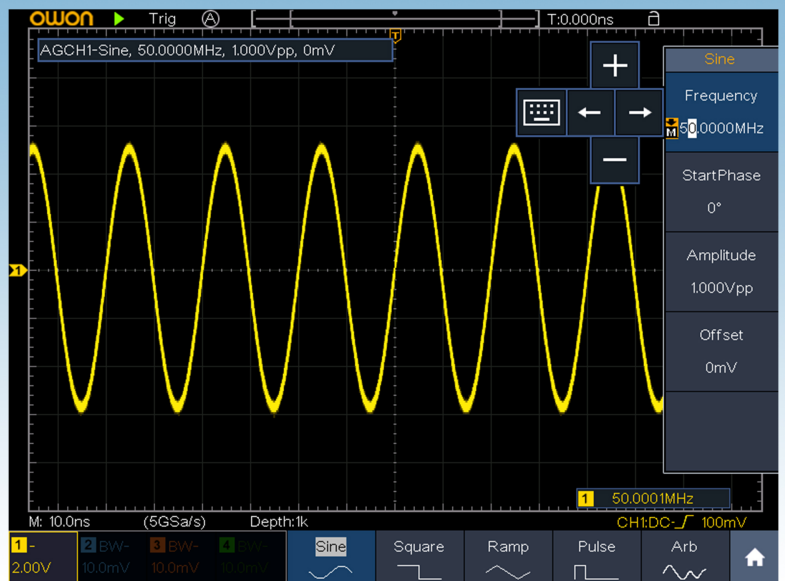 owon Trig A T:0.000ns
T
AGCH1-Sine, 50.0000MHz, 1.000Vpp, 0mV
Sine
Frequency
M 50.0000MHz
StartPhase
0°
Amplitude
1.000Vpp
1
Offset
0mV
1 50.0001MHz
M: 10.0ns (5GSa/s) Depth:1k CH1:DC- 100mV
1 - 2 BW- 3 BW- 4 BW- Sine Square Ramp Pulse Arb
2.00V 10.0mV 10.0mV 10.0mV